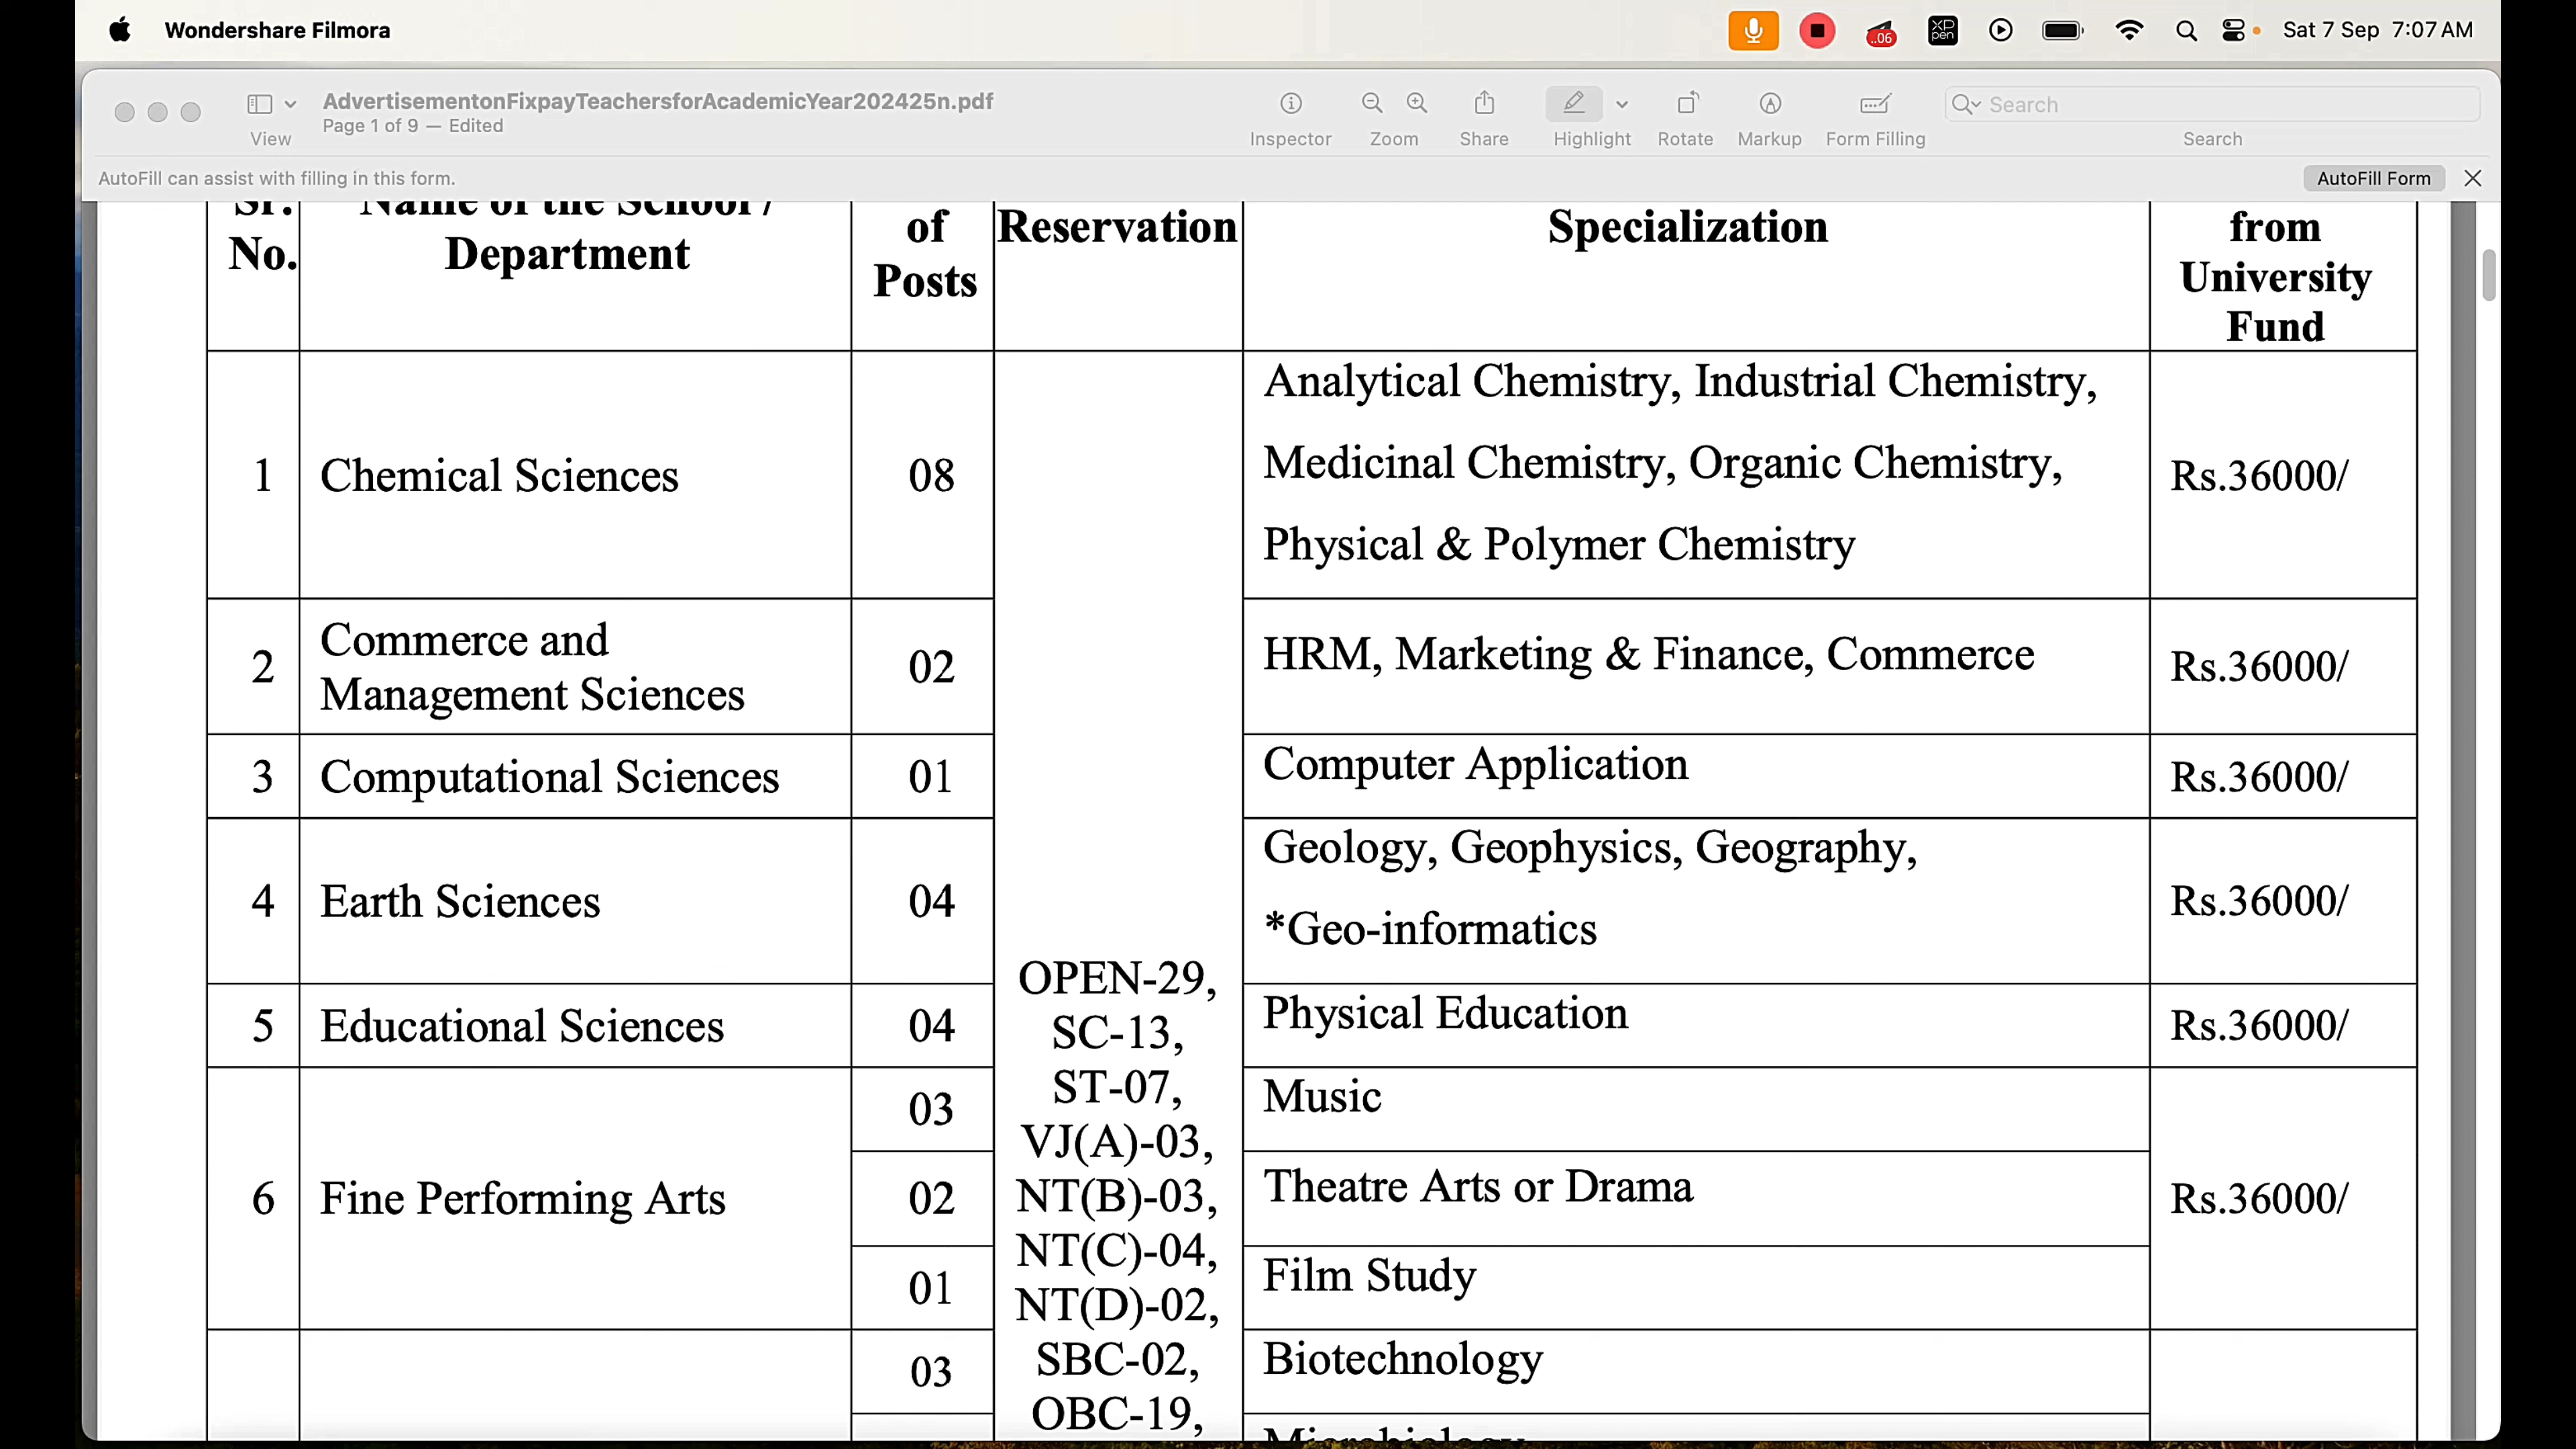 Wondershare Filmora
..06
XP
pen
Sat 7 Sep 7:07 AM
AdvertisementonFixpayTeachersforAcademicYear202425n.pdf
Page 1 of 9 — Edited
View
Inspector
Zoom
Share
Highlight
Rotate
Markup
Form Filling
Search
Search
AutoFill can assist with filling in this form.
AutoFill Form
Sr.
No.
Name of the School /
Department
of
Posts
Reservation
Specialization
from
University
Fund
1
Chemical Sciences
08
Analytical Chemistry, Industrial Chemistry,
Medicinal Chemistry, Organic Chemistry,
Physical & Polymer Chemistry
Rs.36000/
2
Commerce and
Management Sciences
02
HRM, Marketing & Finance, Commerce
Rs.36000/
3
Computational Sciences
01
Computer Application
Rs.36000/
4
Earth Sciences
04
Geology, Geophysics, Geography,
*Geo-informatics
Rs.36000/
5
Educational Sciences
04
Physical Education
Rs.36000/
6
Fine Performing Arts
03
Music
02
Theatre Arts or Drama
01
Film Study
Rs.36000/
03
Biotechnology
Microbiology
OPEN-29,
SC-13,
ST-07,
VJ(A)-03,
NT(B)-03,
NT(C)-04,
NT(D)-02,
SBC-02,
OBC-19,